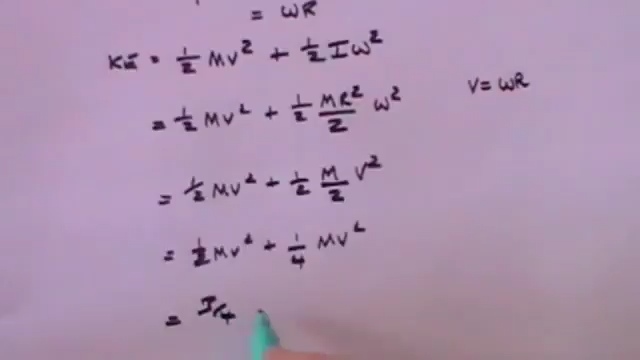 = ωR
KE = 1/2 MV² + 1/2 Iω²
= 1/2 MV² + 1/2 MR²/2 ω²
V = ωR
= 1/2 MV² + 1/2 M/2 V²
= 1/2 MV² + 1/4 MV²
= 3/4